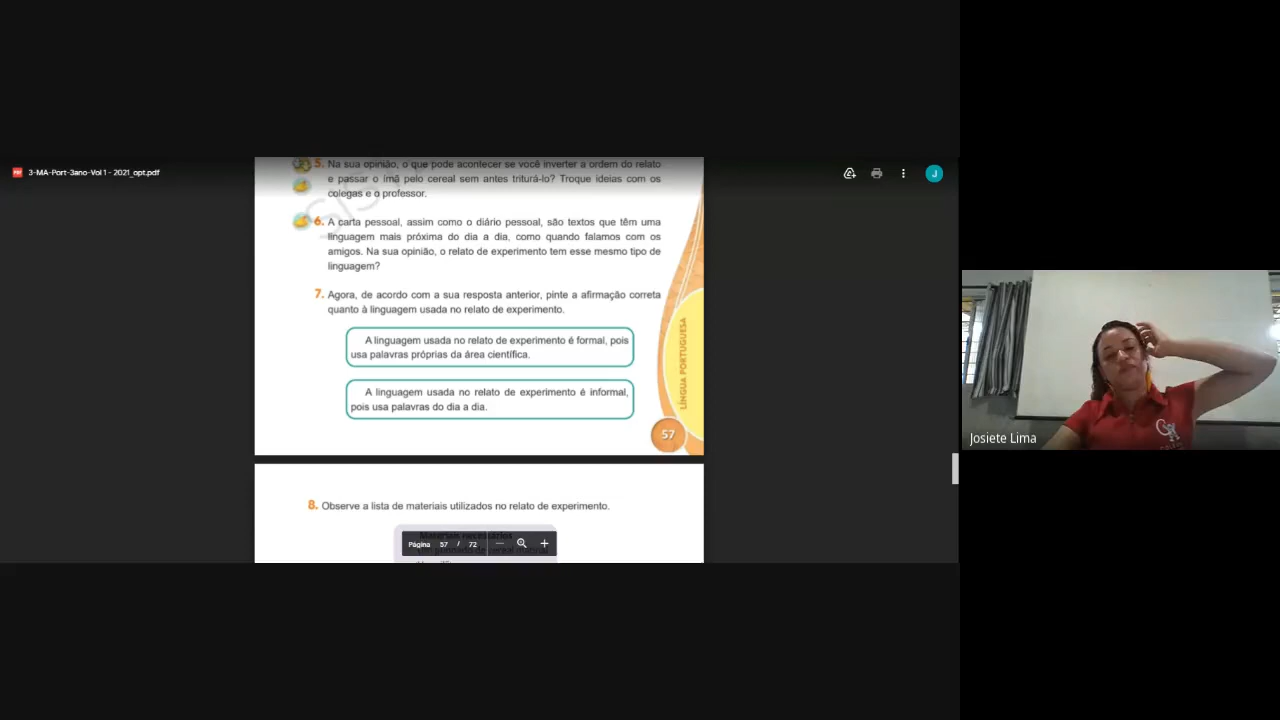 3-MA-Port-3ano-Vol 1 - 2021_opt.pdf
J
5. Na sua opinião, o que pode acontecer se você inverter a ordem do relato
e passar o ímã pelo cereal sem antes triturá-lo? Troque ideias com os
colegas e o professor.
6. A carta pessoal, assim como o diário pessoal, são textos que têm uma
linguagem mais próxima do dia a dia, como quando falamos com os
amigos. Na sua opinião, o relato de experimento tem esse mesmo tipo de
linguagem?
7. Agora, de acordo com a sua resposta anterior, pinte a afirmação correta
quanto à linguagem usada no relato de experimento.
A linguagem usada no relato de experimento é formal, pois
usa palavras próprias da área científica.
A linguagem usada no relato de experimento é informal,
pois usa palavras do dia a dia.
LÍNGUA PORTUGUESA
57
8. Observe a lista de materiais utilizados no relato de experimento.
Materiais necessários
Página 57 / 72
Josiete Lima